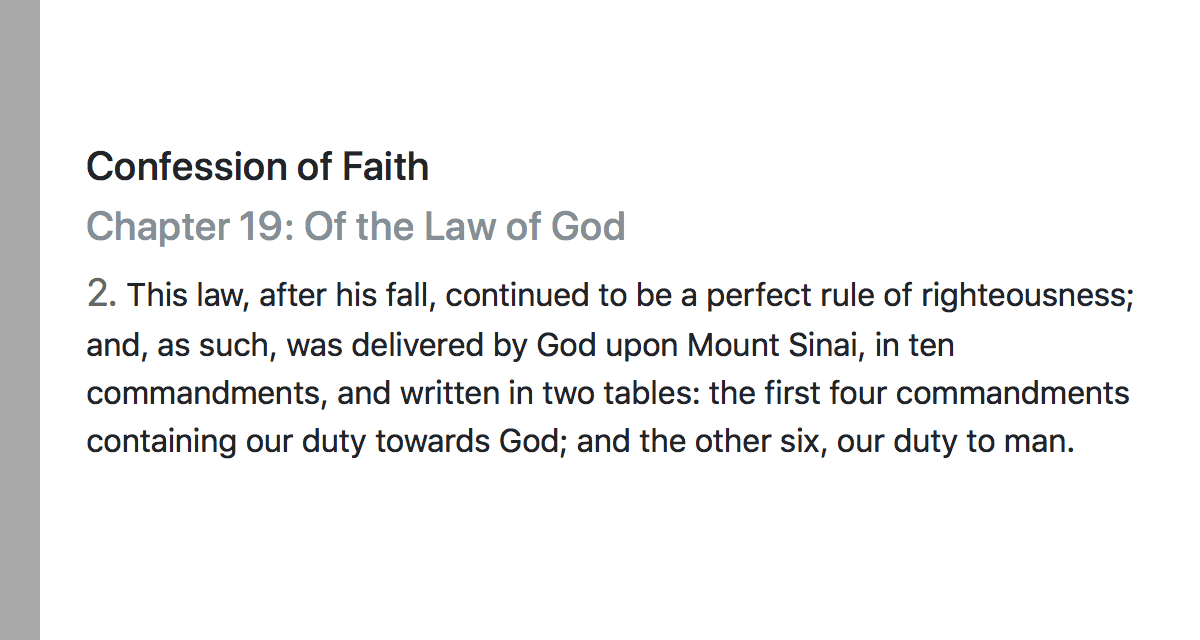 Confession of Faith
Chapter 19: Of the Law of God
2. This law, after his fall, continued to be a perfect rule of righteousness;
and, as such, was delivered by God upon Mount Sinai, in ten
commandments, and written in two tables: the first four commandments
containing our duty towards God; and the other six, our duty to man.